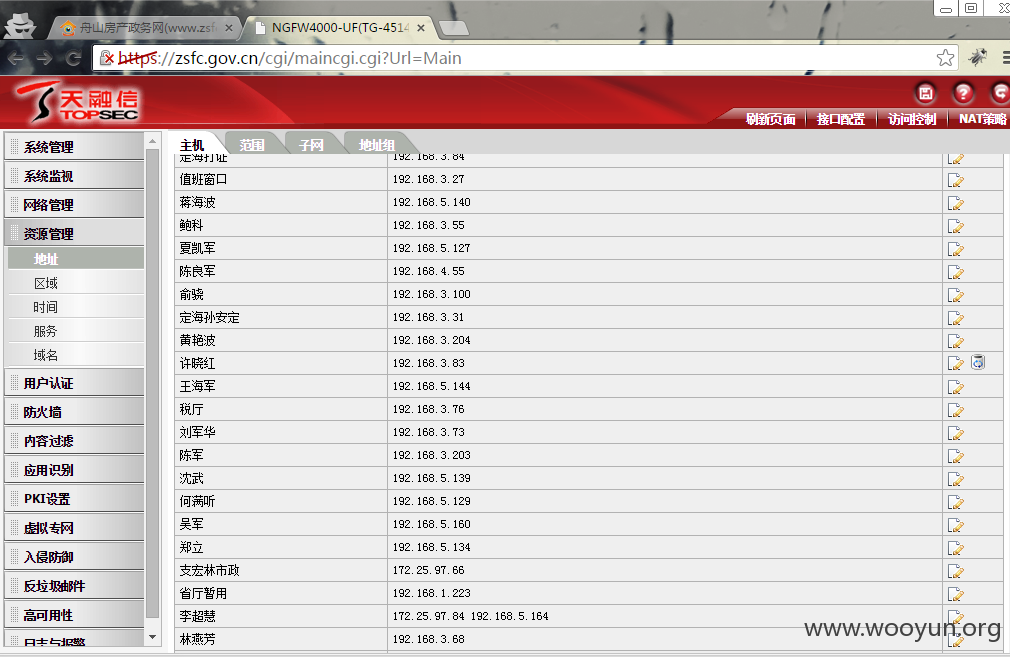 舟山房产政务网(www.zsf
NGFW4000-UF(TG-4514
https://zsfc.gov.cn/cgi/maincgi.cgi?Url=Main
天融信
TOPSEC
刷新页面 接口配置 访问控制 NAT策略
主机 范围 子网 地址组
系统管理
系统监视
网络管理
资源管理
地址
区域
时间
服务
域名
用户认证
防火墙
内容过滤
应用识别
PKI设置
虚拟专网
入侵防御
反垃圾邮件
高可用性
日志与报警
定海打证 192.168.3.84
值班窗口 192.168.3.27
蒋海波 192.168.5.140
鲍科 192.168.3.55
夏凯军 192.168.5.127
陈良军 192.168.4.55
俞骁 192.168.3.100
定海孙安定 192.168.3.31
黄艳波 192.168.3.204
许晓红 192.168.3.83
王海军 192.168.5.144
税厅 192.168.3.76
刘军华 192.168.3.73
陈军 192.168.3.203
沈武 192.168.5.139
何满听 192.168.5.129
吴军 192.168.5.160
郑立 192.168.5.134
支宏林市政 172.25.97.66
省厅暂用 192.168.1.223
李超慧 172.25.97.84 192.168.5.164
林燕芳 192.168.3.68
www.wooyun.org